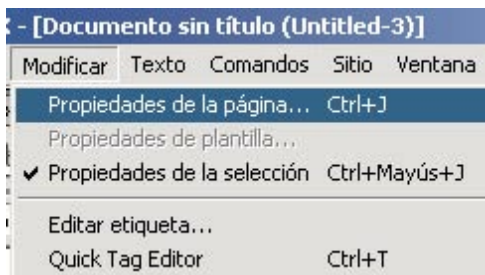 - [Documento sin título (Untitled-3)]
Modificar Texto Comandos Sitio Ventana
Propiedades de la página... Ctrl+J
Propiedades de plantilla...
Propiedades de la selección Ctrl+Mayús+J
Editar etiqueta...
Quick Tag Editor Ctrl+T